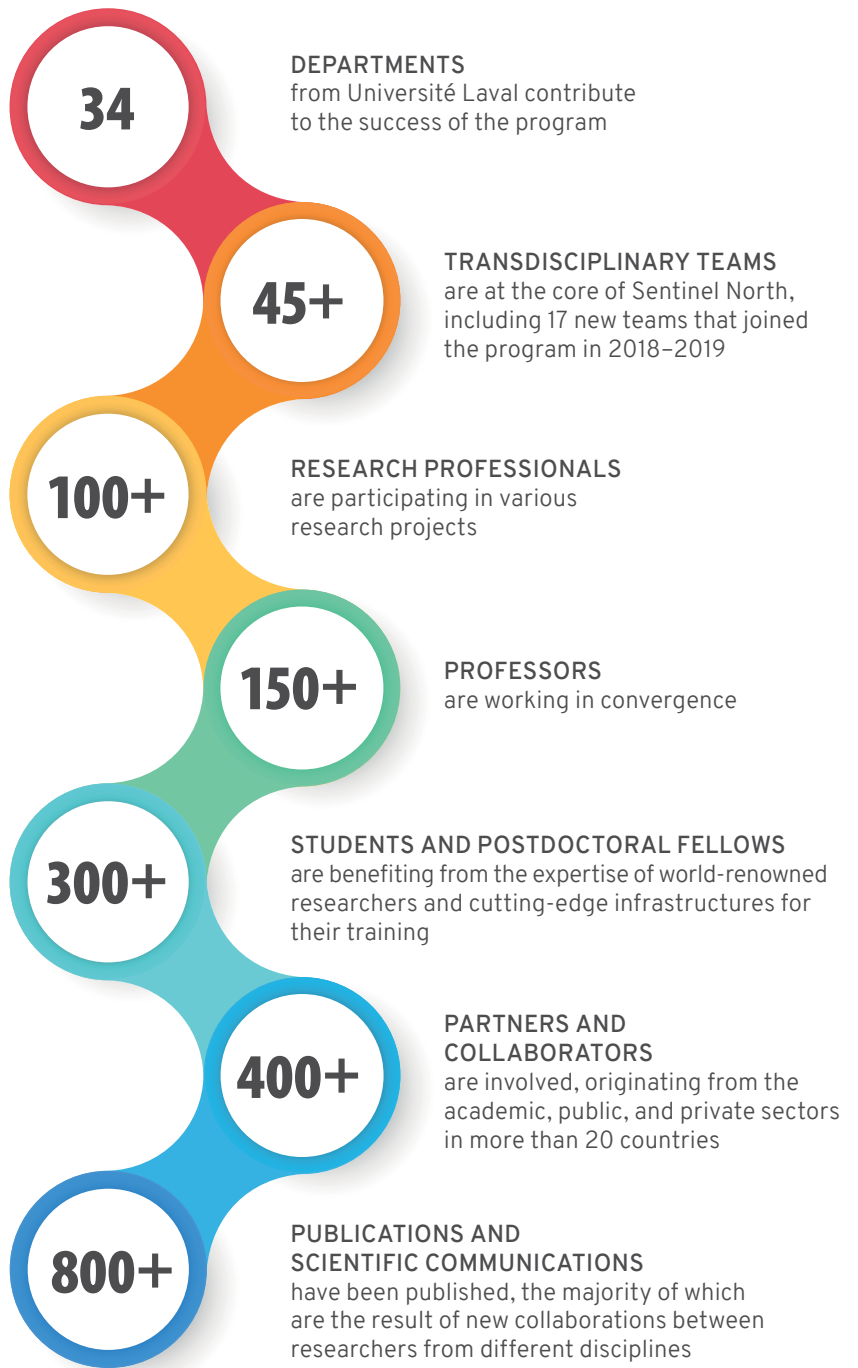 34
DEPARTMENTS
from Université Laval contribute
to the success of the program
45+
TRANSDISCIPLINARY TEAMS
are at the core of Sentinel North,
including 17 new teams that joined
the program in 2018–2019
100+
RESEARCH PROFESSIONALS
are participating in various
research projects
150+
PROFESSORS
are working in convergence
300+
STUDENTS AND POSTDOCTORAL FELLOWS
are benefiting from the expertise of world-renowned
researchers and cutting-edge infrastructures for
their training
400+
PARTNERS AND
COLLABORATORS
are involved, originating from the
academic, public, and private sectors
in more than 20 countries
800+
PUBLICATIONS AND
SCIENTIFIC COMMUNICATIONS
have been published, the majority of which
are the result of new collaborations between
researchers from different disciplines